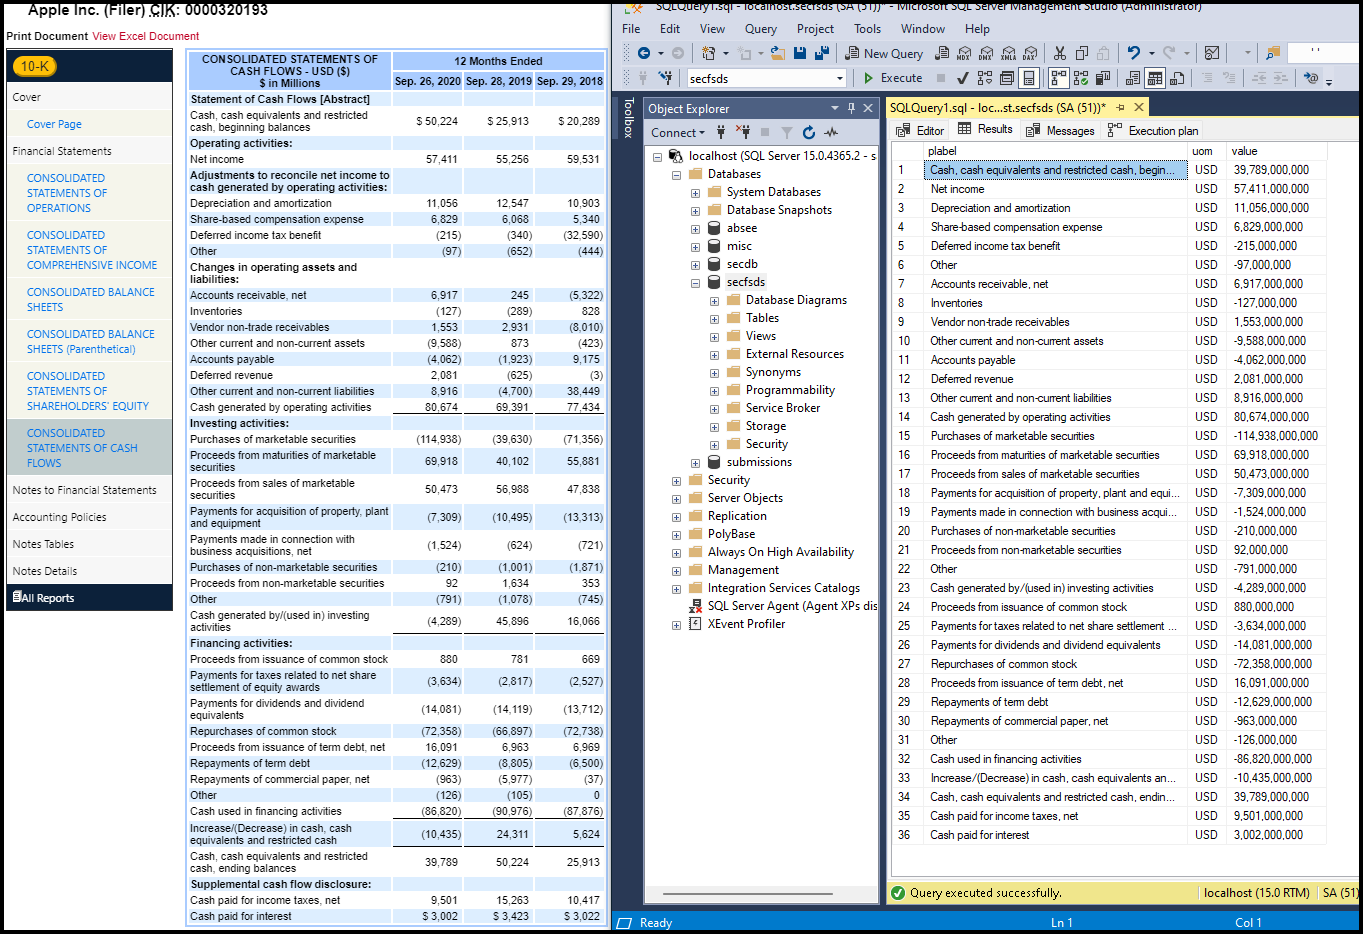 Apple Inc. (Filer) CIK: 0000320193
Print Document View Excel Document
10-K
Cover
Cover Page
Financial Statements
CONSOLIDATED
STATEMENTS OF
OPERATIONS
CONSOLIDATED
STATEMENTS OF
COMPREHENSIVE INCOME
CONSOLIDATED BALANCE
SHEETS
CONSOLIDATED BALANCE
SHEETS (Parenthetical)
CONSOLIDATED
STATEMENTS OF
SHAREHOLDERS' EQUITY
CONSOLIDATED
STATEMENTS OF CASH
FLOWS
Notes to Financial Statements
Accounting Policies
Notes Tables
Notes Details
All Reports
CONSOLIDATED STATEMENTS OF
CASH FLOWS - USD ($)
$ in Millions
12 Months Ended
Sep. 26, 2020 Sep. 28, 2019 Sep. 29, 2018
Statement of Cash Flows [Abstract]
Cash, cash equivalents and restricted
cash, beginning balances $ 50,224 $ 25,913 $ 20,289
Operating activities:
Net income 57,411 55,256 59,531
Adjustments to reconcile net income to
cash generated by operating activities:
Depreciation and amortization 11,056 12,547 10,903
Share-based compensation expense 6,829 6,068 5,340
Deferred income tax benefit (215) (340) (32,590)
Other (97) (652) (444)
Changes in operating assets and
liabilities:
Accounts receivable, net 6,917 245 (5,322)
Inventories (127) (289) 828
Vendor non-trade receivables 1,553 2,931 (8,010)
Other current and non-current assets (9,588) 873 (423)
Accounts payable (4,062) (1,923) 9,175
Deferred revenue 2,081 (625) (3)
Other current and non-current liabilities 8,916 (4,700) 38,449
Cash generated by operating activities 80,674 69,391 77,434
Investing activities:
Purchases of marketable securities (114,938) (39,630) (71,356)
Proceeds from maturities of marketable
securities 69,918 40,102 55,881
Proceeds from sales of marketable
securities 50,473 56,988 47,838
Payments for acquisition of property, plant
and equipment (7,309) (10,495) (13,313)
Payments made in connection with
business acquisitions, net (1,524) (624) (721)
Purchases of non-marketable securities (210) (1,001) (1,871)
Proceeds from non-marketable securities 92 1,634 353
Other (791) (1,078) (745)
Cash generated by/(used in) investing
activities (4,289) 45,896 16,066
Financing activities:
Proceeds from issuance of common stock 880 781 669
Payments for taxes related to net share
settlement of equity awards (3,634) (2,817) (2,527)
Payments for dividends and dividend
equivalents (14,081) (14,119) (13,712)
Repurchases of common stock (72,358) (66,897) (72,738)
Proceeds from issuance of term debt, net 16,091 6,963 6,969
Repayments of term debt (12,629) (8,805) (6,500)
Repayments of commercial paper, net (963) (5,977) (37)
Other (126) (105) 0
Cash used in financing activities (86,820) (90,976) (87,876)
Increase/(Decrease) in cash, cash
equivalents and restricted cash (10,435) 24,311 5,624
Cash, cash equivalents and restricted
cash, ending balances 39,789 50,224 25,913
Supplemental cash flow disclosure:
Cash paid for income taxes, net 9,501 15,263 10,417
Cash paid for interest $ 3,002 $ 3,423 $ 3,022
SQLQuery1.sql - localhost.secfsds (SA (51))* - Microsoft SQL Server Management Studio (Administrator)
File Edit View Query Project Tools Window Help
New Query MDX DMX XMLA DAX
secfsds Execute
Toolbox
Object Explorer
Connect
localhost (SQL Server 15.0.4365.2 - s
Databases
System Databases
Database Snapshots
absee
misc
secdb
secfsds
Database Diagrams
Tables
Views
External Resources
Synonyms
Programmability
Service Broker
Storage
Security
submissions
Security
Server Objects
Replication
PolyBase
Always On High Availability
Management
Integration Services Catalogs
SQL Server Agent (Agent XPs dis
XEvent Profiler
SQLQuery1.sql - loc...st.secfsds (SA (51))*
Editor Results Messages Execution plan
plabel uom value
1 Cash, cash equivalents and restricted cash, begin... USD 39,789,000,000
2 Net income USD 57,411,000,000
3 Depreciation and amortization USD 11,056,000,000
4 Share-based compensation expense USD 6,829,000,000
5 Deferred income tax benefit USD -215,000,000
6 Other USD -97,000,000
7 Accounts receivable, net USD 6,917,000,000
8 Inventories USD -127,000,000
9 Vendor non-trade receivables USD 1,553,000,000
10 Other current and non-current assets USD -9,588,000,000
11 Accounts payable USD -4,062,000,000
12 Deferred revenue USD 2,081,000,000
13 Other current and non-current liabilities USD 8,916,000,000
14 Cash generated by operating activities USD 80,674,000,000
15 Purchases of marketable securities USD -114,938,000,000
16 Proceeds from maturities of marketable securities USD 69,918,000,000
17 Proceeds from sales of marketable securities USD 50,473,000,000
18 Payments for acquisition of property, plant and equi... USD -7,309,000,000
19 Payments made in connection with business acqui... USD -1,524,000,000
20 Purchases of non-marketable securities USD -210,000,000
21 Proceeds from non-marketable securities USD 92,000,000
22 Other USD -791,000,000
23 Cash generated by/(used in) investing activities USD -4,289,000,000
24 Proceeds from issuance of common stock USD 880,000,000
25 Payments for taxes related to net share settlement ... USD -3,634,000,000
26 Payments for dividends and dividend equivalents USD -14,081,000,000
27 Repurchases of common stock USD -72,358,000,000
28 Proceeds from issuance of term debt, net USD 16,091,000,000
29 Repayments of term debt USD -12,629,000,000
30 Repayments of commercial paper, net USD -963,000,000
31 Other USD -126,000,000
32 Cash used in financing activities USD -86,820,000,000
33 Increase/(Decrease) in cash, cash equivalents an... USD -10,435,000,000
34 Cash, cash equivalents and restricted cash, endin... USD 39,789,000,000
35 Cash paid for income taxes, net USD 9,501,000,000
36 Cash paid for interest USD 3,002,000,000
Query executed successfully. localhost (15.0 RTM) SA (51)
Ready Ln 1 Col 1